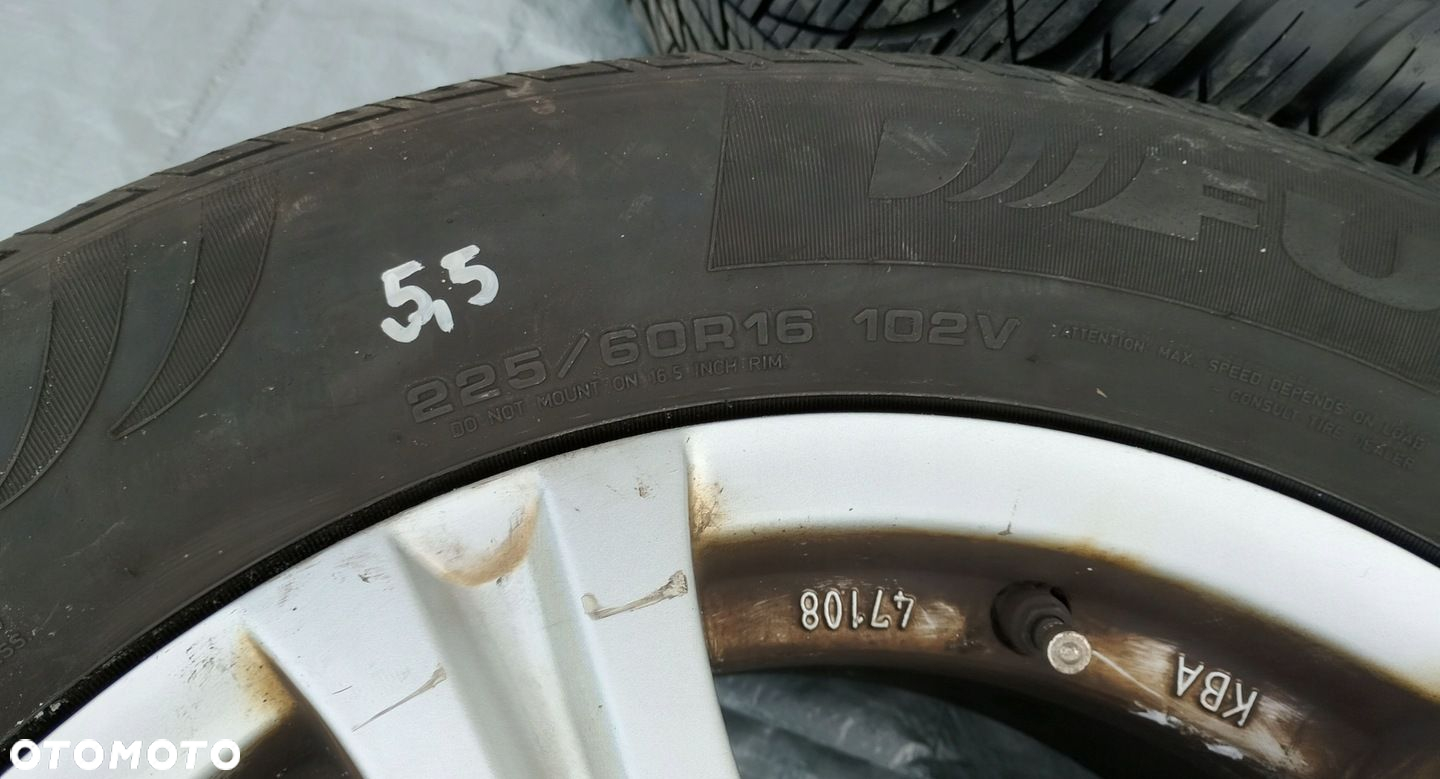 FU
5,5
225/60R16 102V
DO NOT MOUNT ON 16.5 INCH RIM.
ATTENTION MAX. SPEED DEPENDS ON LOAD
CONSULT TIRE DEALER
47108
KBA
OTOMOTO